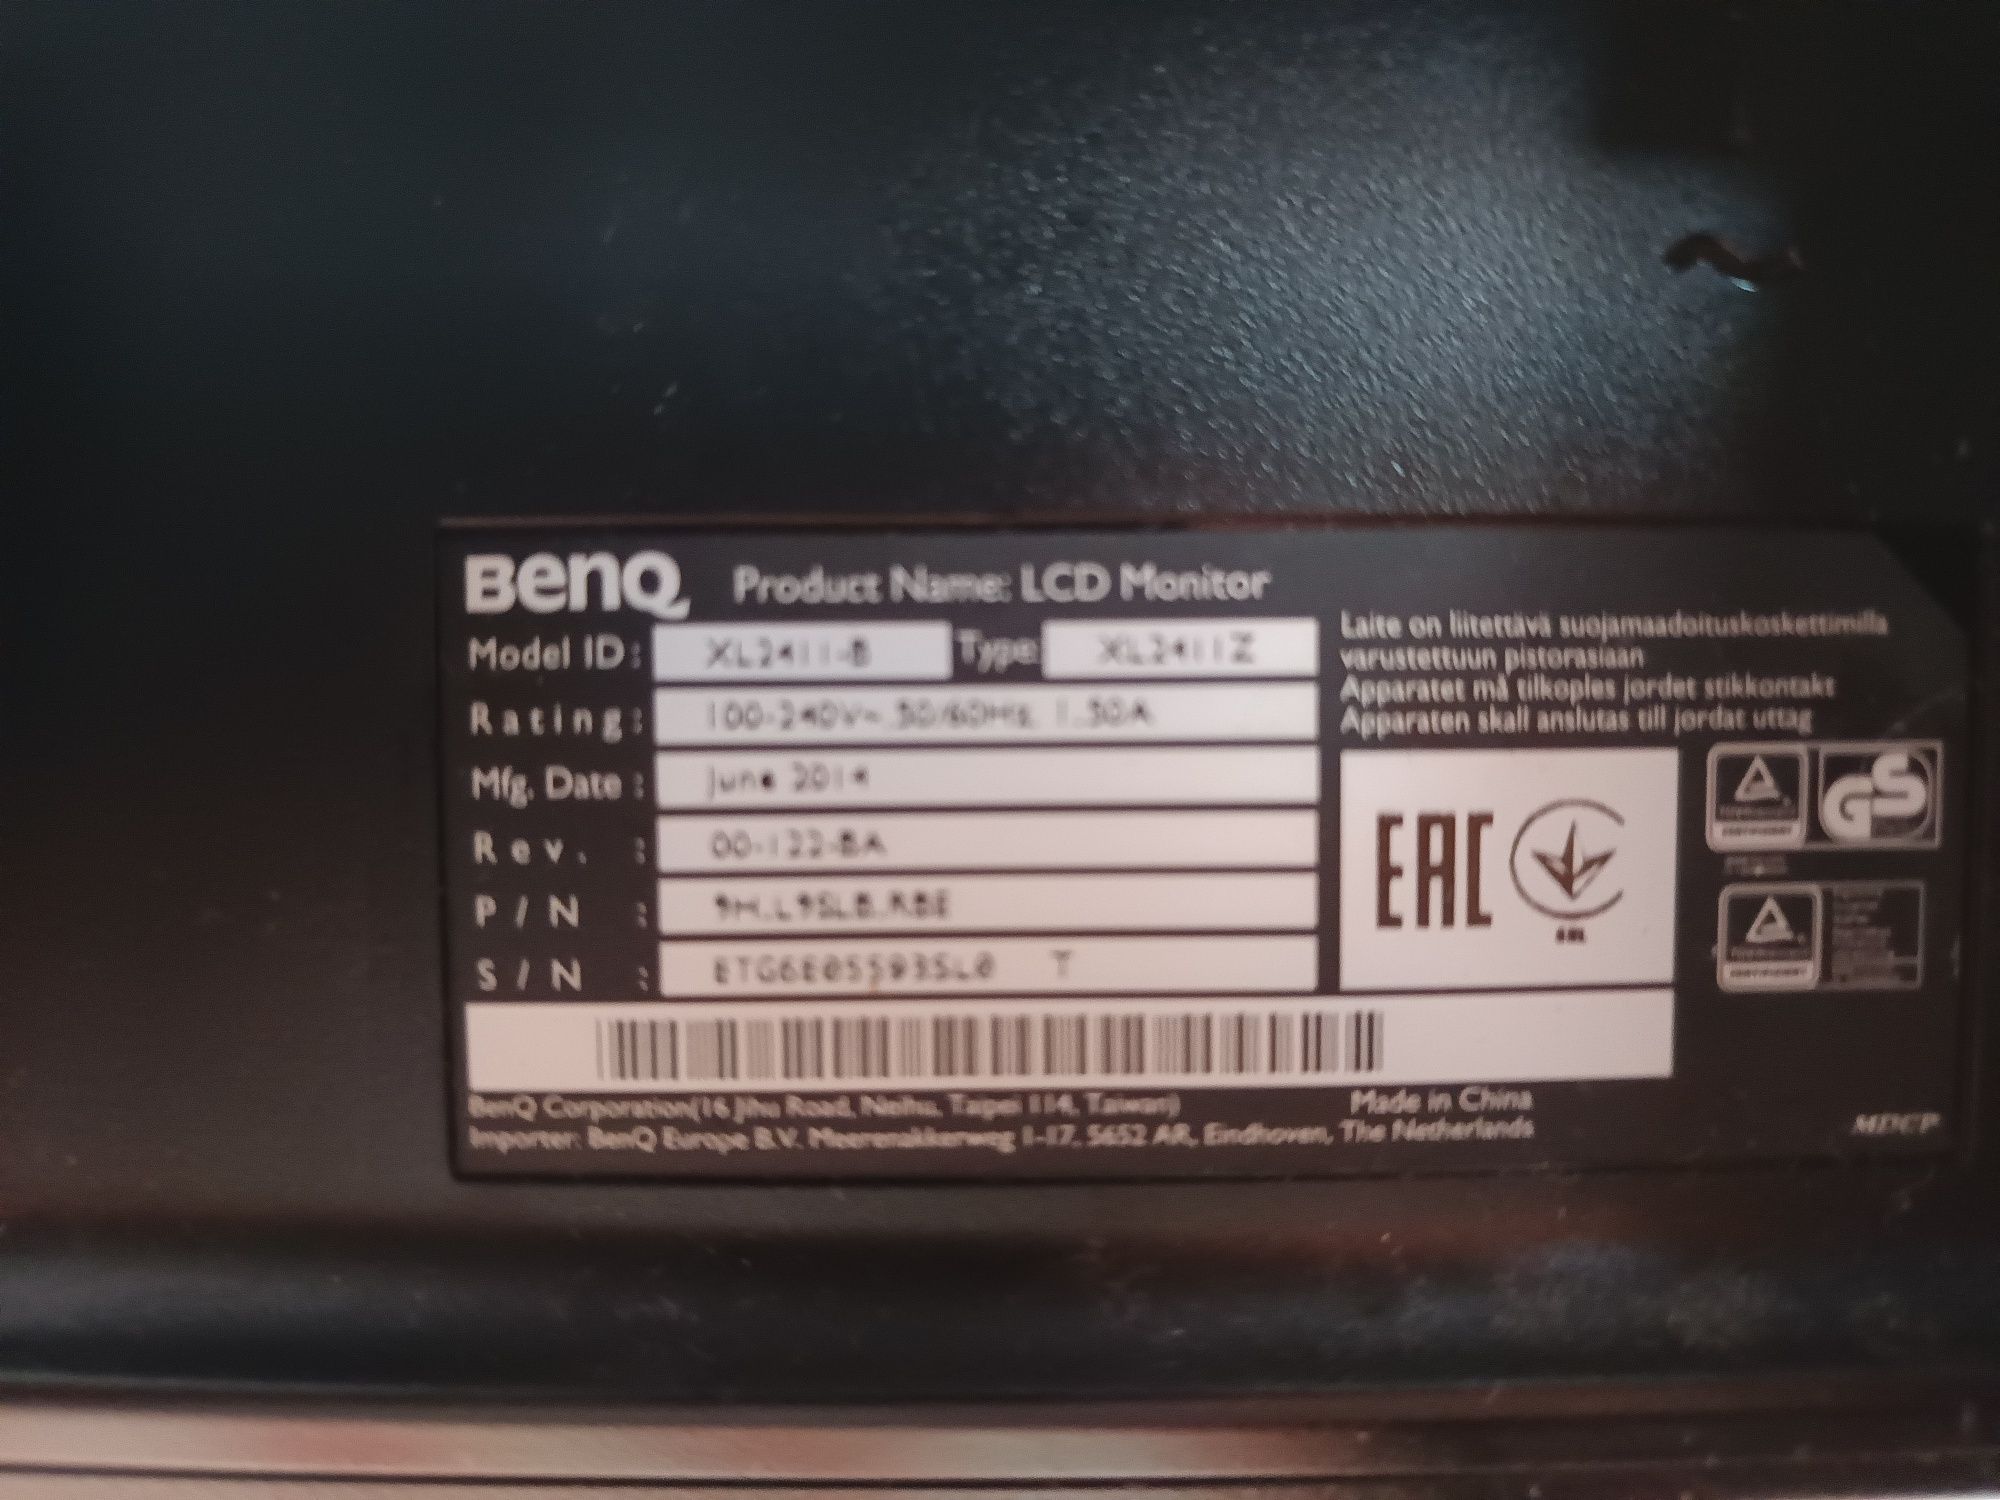 BenQ Product Name: LCD Monitor
Model ID: XL2411-B Type: XL2411Z
Rating: 100-240V~ 50/60Hz 1.50A
Mfg. Date: June 2014
Rev. : 00-122-BA
P/N : 9H.L9SLB.RBE
S/N : ETG6E05593SL0 T
Laite on liitettävä suojamaadoituskoskettimilla
varustettuun pistorasiaan
Apparatet må tilkoples jordet stikkontakt
Apparaten skall anslutas till jordat uttag
EAC
GS
BenQ Corporation(16 Jihu Road, Neihu, Taipei 114, Taiwan) Made in China
Importer: BenQ Europe B.V. Meerenakkerweg 1-17, 5652 AR, Eindhoven, The Netherlands
MDCP